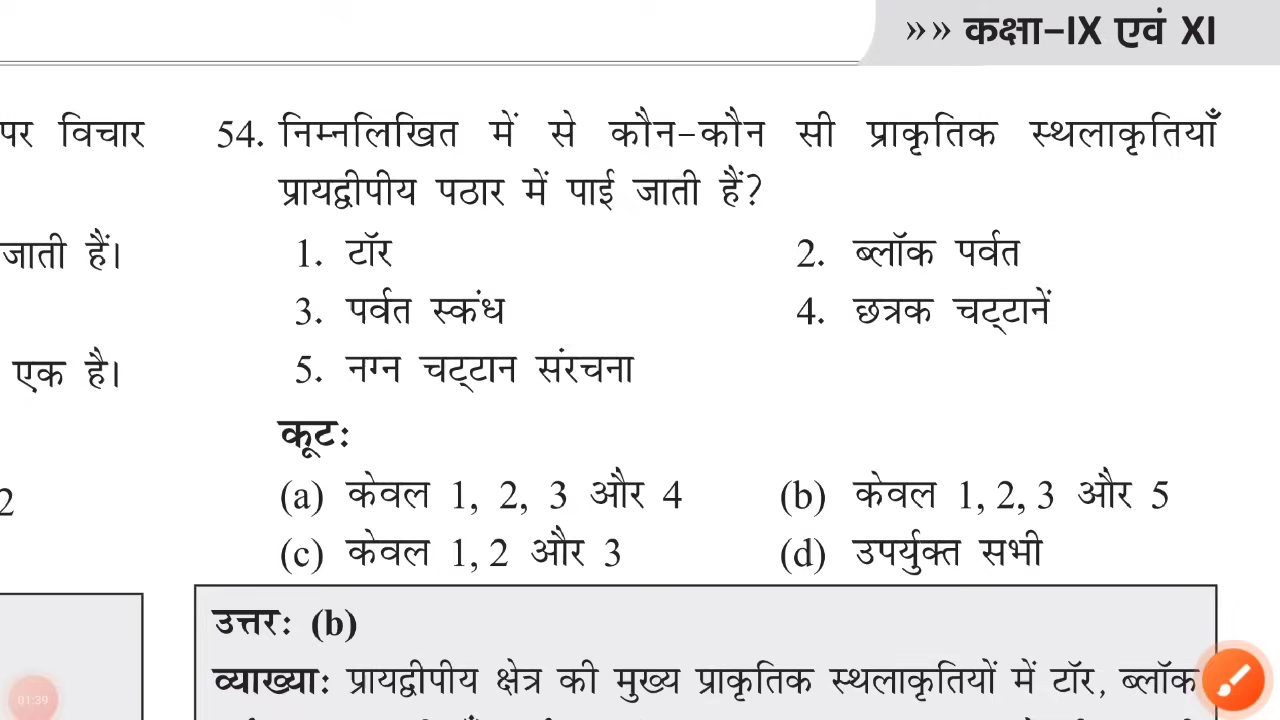 »» कक्षा–IX एवं XI
पर विचार
जाती हैं।
एक है।
2
54. निम्नलिखित में से कौन-कौन सी प्राकृतिक स्थलाकृतियाँ
प्रायद्वीपीय पठार में पाई जाती हैं?
1. टॉर 2. ब्लॉक पर्वत
3. पर्वत स्कंध 4. छत्रक चट्टानें
5. नग्न चट्टान संरचना
कूटः
(a) केवल 1, 2, 3 और 4 (b) केवल 1, 2, 3 और 5
(c) केवल 1, 2 और 3 (d) उपर्युक्त सभी
उत्तरः (b)
व्याख्याः प्रायद्वीपीय क्षेत्र की मुख्य प्राकृतिक स्थलाकृतियों में टॉर, ब्लॉक
01:39